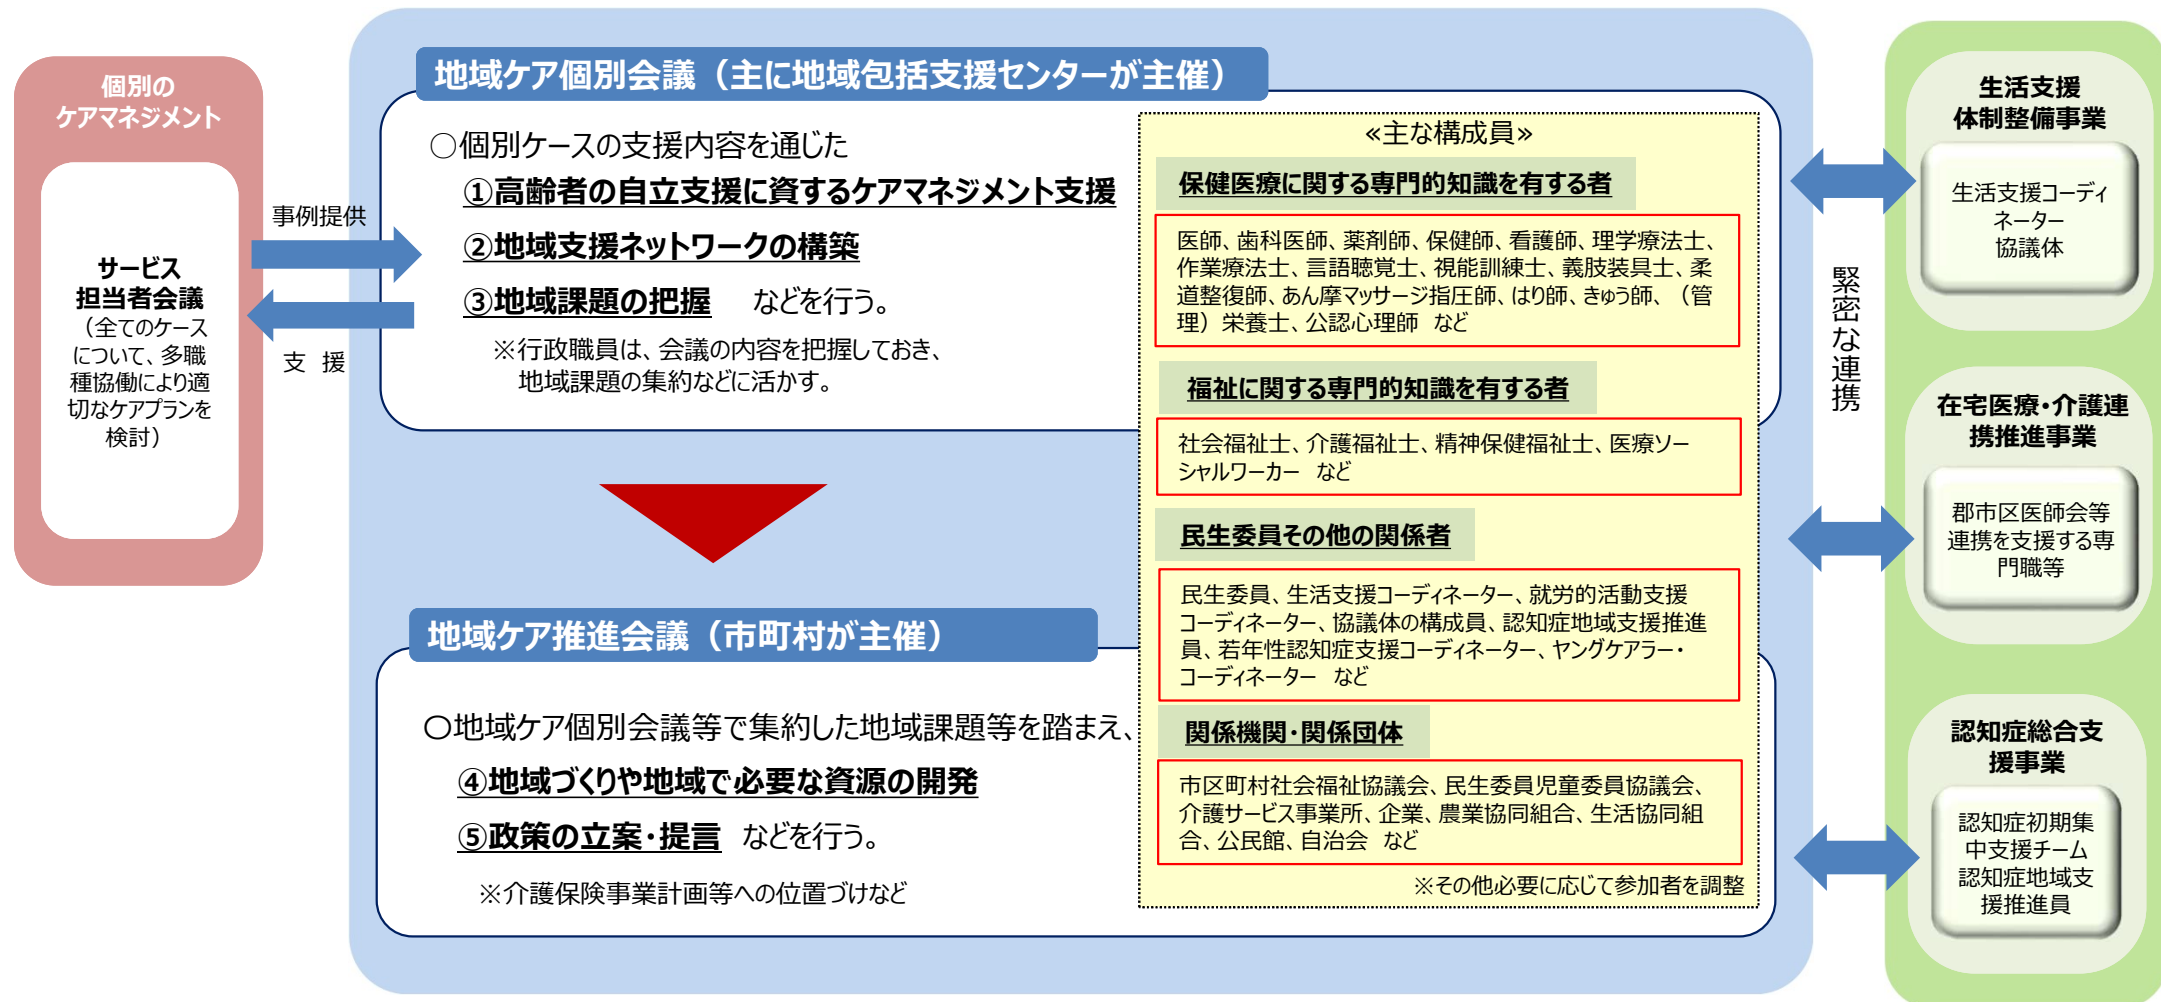 個別の
ケアマネジメント
サービス
担当者会議
（全てのケース
について、多職
種協働により適
切なケアプランを
検討）
事例提供
支　援
地域ケア個別会議（主に地域包括支援センターが主催）
○個別ケースの支援内容を通じた
①高齢者の自立支援に資するケアマネジメント支援
②地域支援ネットワークの構築
③地域課題の把握　などを行う。
※行政職員は、会議の内容を把握しておき、
地域課題の集約などに活かす。
地域ケア推進会議（市町村が主催）
〇地域ケア個別会議等で集約した地域課題等を踏まえ、
④地域づくりや地域で必要な資源の開発
⑤政策の立案・提言　などを行う。
※介護保険事業計画等への位置づけなど
≪主な構成員≫
保健医療に関する専門的知識を有する者
医師、歯科医師、薬剤師、保健師、看護師、理学療法士、
作業療法士、言語聴覚士、視能訓練士、義肢装具士、柔
道整復師、あん摩マッサージ指圧師、はり師、きゅう師、（管
理）栄養士、公認心理師　など
福祉に関する専門的知識を有する者
社会福祉士、介護福祉士、精神保健福祉士、医療ソー
シャルワーカー　など
民生委員その他の関係者
民生委員、生活支援コーディネーター、就労的活動支援
コーディネーター、協議体の構成員、認知症地域支援推進
員、若年性認知症支援コーディネーター、ヤングケアラー・
コーディネーター　など
関係機関・関係団体
市区町村社会福祉協議会、民生委員児童委員協議会、
介護サービス事業所、企業、農業協同組合、生活協同組
合、公民館、自治会　など
※その他必要に応じて参加者を調整
緊密な連携
生活支援
体制整備事業
生活支援コーディ
ネーター
協議体
在宅医療・介護連
携推進事業
郡市区医師会等
連携を支援する専
門職等
認知症総合支
援事業
認知症初期集
中支援チーム
認知症地域支
援推進員